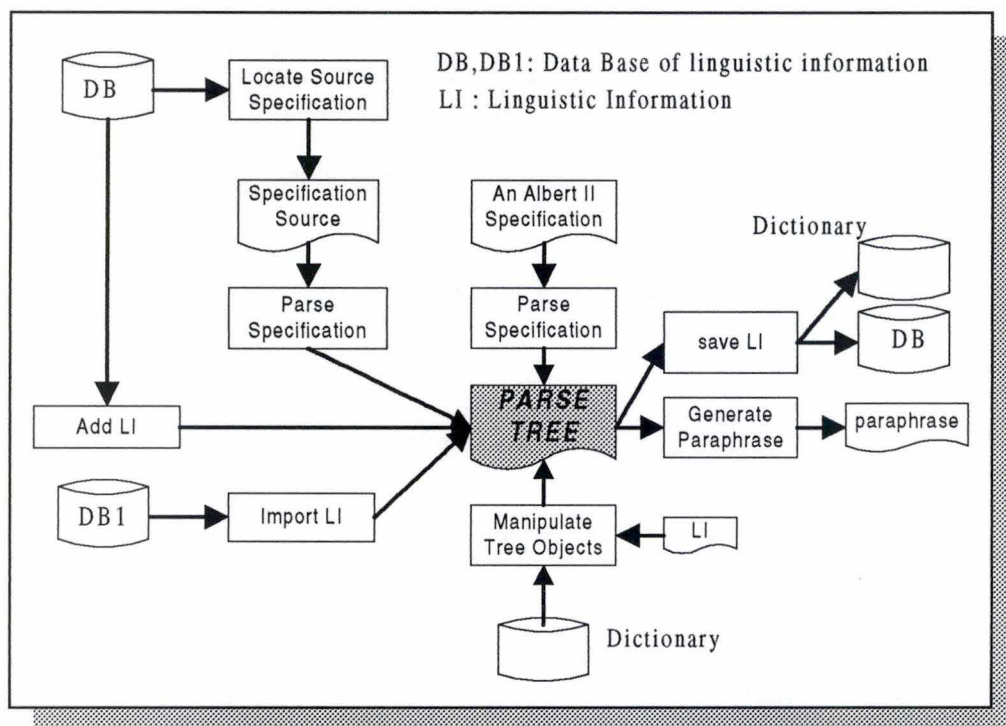 DB,DB1: Data Base of linguistic information
LI : Linguistic Information
DB
Locate Source
Specification
Specification
Source
An Albert II
Specification
Dictionary
Parse
Specification
Parse
Specification
save LI
DB
PARSE
TREE
Add LI
Generate
Paraphrase
paraphrase
DB1
Import LI
Manipulate
Tree Objects
LI
Dictionary